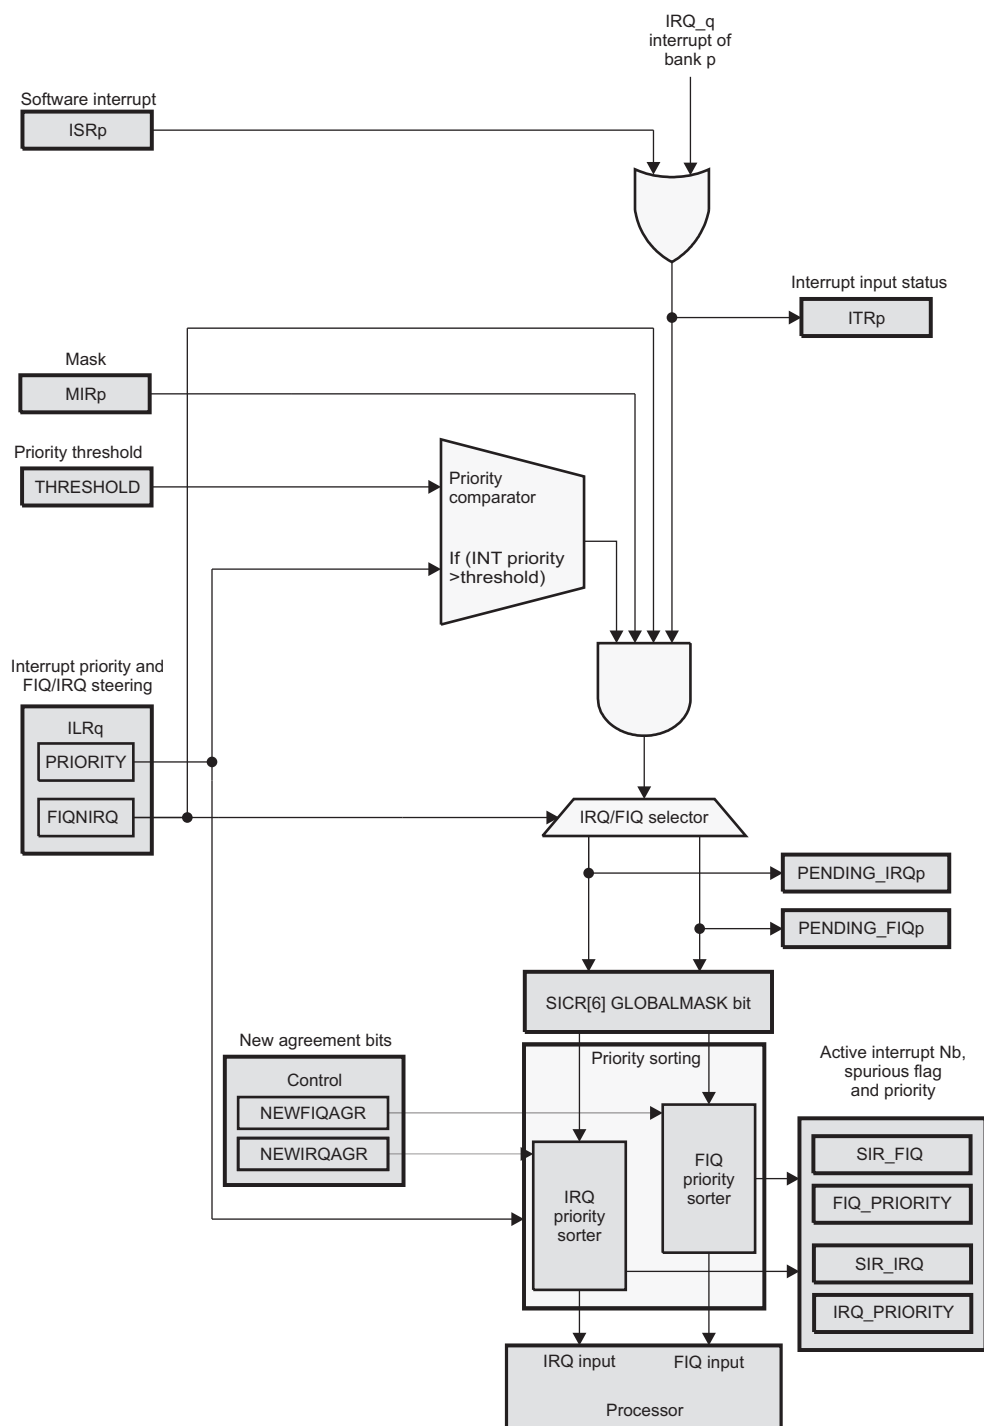 IRQ_q
interrupt of
bank p
Software interrupt
ISRp
Interrupt input status
ITRp
Mask
MIRp
Priority threshold
THRESHOLD
Priority
comparator
If (INT priority
>threshold)
Interrupt priority and
FIQ/IRQ steering
ILRq
PRIORITY
FIQNIRQ
IRQ/FIQ selector
PENDING_IRQp
PENDING_FIQp
SICR[6] GLOBALMASK bit
New agreement bits
Control
NEWFIQAGR
NEWIRQAGR
Priority sorting
FIQ
priority
sorter
IRQ
priority
sorter
Active interrupt Nb,
spurious flag
and priority
SIR_FIQ
FIQ_PRIORITY
SIR_IRQ
IRQ_PRIORITY
IRQ input
FIQ input
Processor